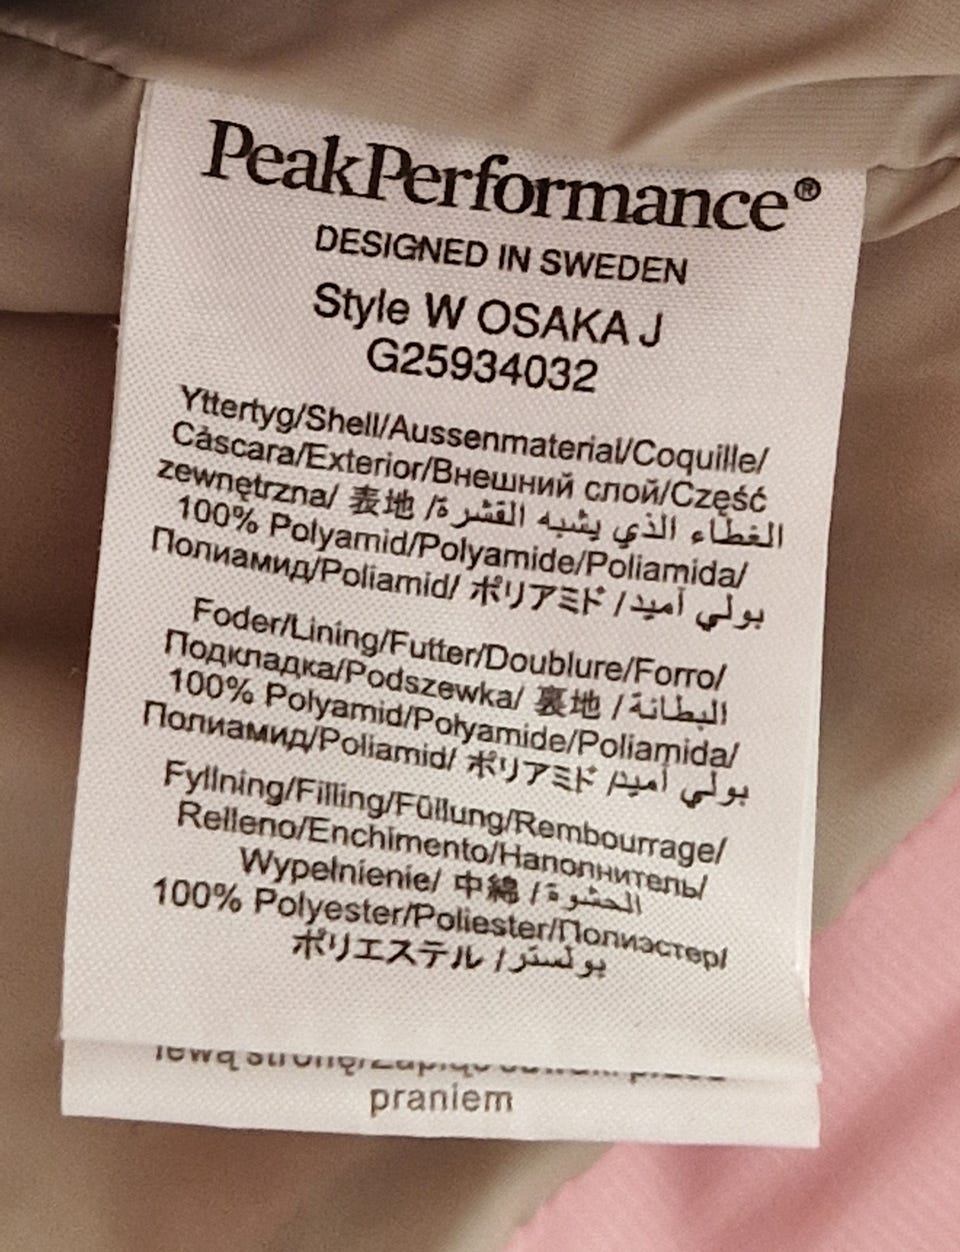 PeakPerformance®
DESIGNED IN SWEDEN
Style W OSAKA J
G25934032
Yttertyg/Shell/Aussenmaterial/Coquille/
Càscara/Exterior/Внешний слой/Część
zewnętrzna/ 表地 /الغطاء الذي يشبه القشرة
100% Polyamid/Polyamide/Poliamida/
Полиамид/Poliamid/ ポリアミド /بولي أميد
Foder/Lining/Futter/Doublure/Forro/
Подкладка/Podszewka/ 裏地 /البطانة
100% Polyamid/Polyamide/Poliamida/
Полиамид/Poliamid/ ポリアミド /بولي أميد
Fyllning/Filling/Füllung/Rembourrage/
Relleno/Enchimento/Наполнитель/
Wypełnienie/ 中綿 /الحشوة
100% Polyester/Poliester/Полиэстер/
ポリエステル /بولستر
lewą stronę/Zapiąć
praniem